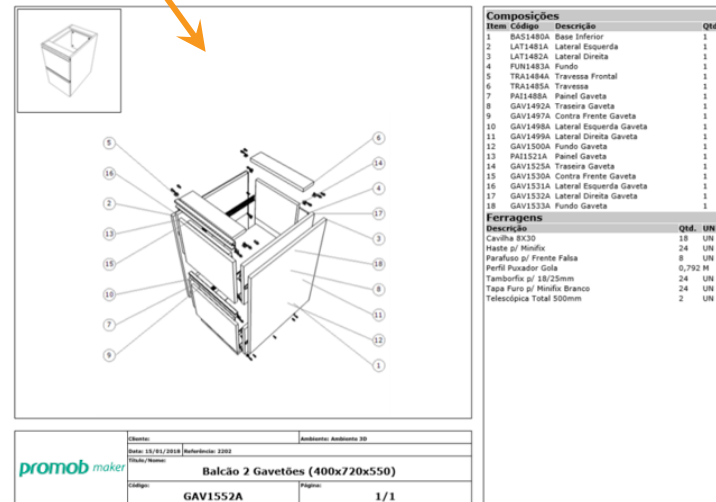 Composições
Item Código Descrição Qtd
1 BAS1480A Base Inferior 1
2 LAT1481A Lateral Esquerda 1
3 LAT1482A Lateral Direita 1
4 FUN1483A Fundo 1
5 TRA1484A Travessa Frontal 1
6 TRA1485A Travessa 1
7 PAI1488A Painel Gaveta 1
8 GAV1492A Traseira Gaveta 1
9 GAV1497A Contra Frente Gaveta 1
10 GAV1498A Lateral Esquerda Gaveta 1
11 GAV1499A Lateral Direita Gaveta 1
12 GAV1500A Fundo Gaveta 1
13 PAI1521A Painel Gaveta 1
14 GAV1525A Traseira Gaveta 1
15 GAV1530A Contra Frente Gaveta 1
16 GAV1531A Lateral Esquerda Gaveta 1
17 GAV1532A Lateral Direita Gaveta 1
18 GAV1533A Fundo Gaveta 1
Ferragens
Descrição Qtd. UN
Cavilha 8X30 18 UN
Haste p/ Minifix 24 UN
Parafuso p/ Frente Falsa 8 UN
Perfil Puxador Gola 0,792 M
Tamborfix p/ 18/25mm 24 UN
Tapa Furo p/ Minifix Branco 24 UN
Telescópica Total 500mm 2 UN
5
6
16
14
2
4
13
17
15
3
18
10
8
7
11
9
12
1
promob maker
Cliente: Ambiente: Ambiente 3D
Data: 15/01/2018 Referência: 2202
Título/Nome:
Balcão 2 Gavetões (400x720x550)
Código: Página:
GAV1552A 1/1